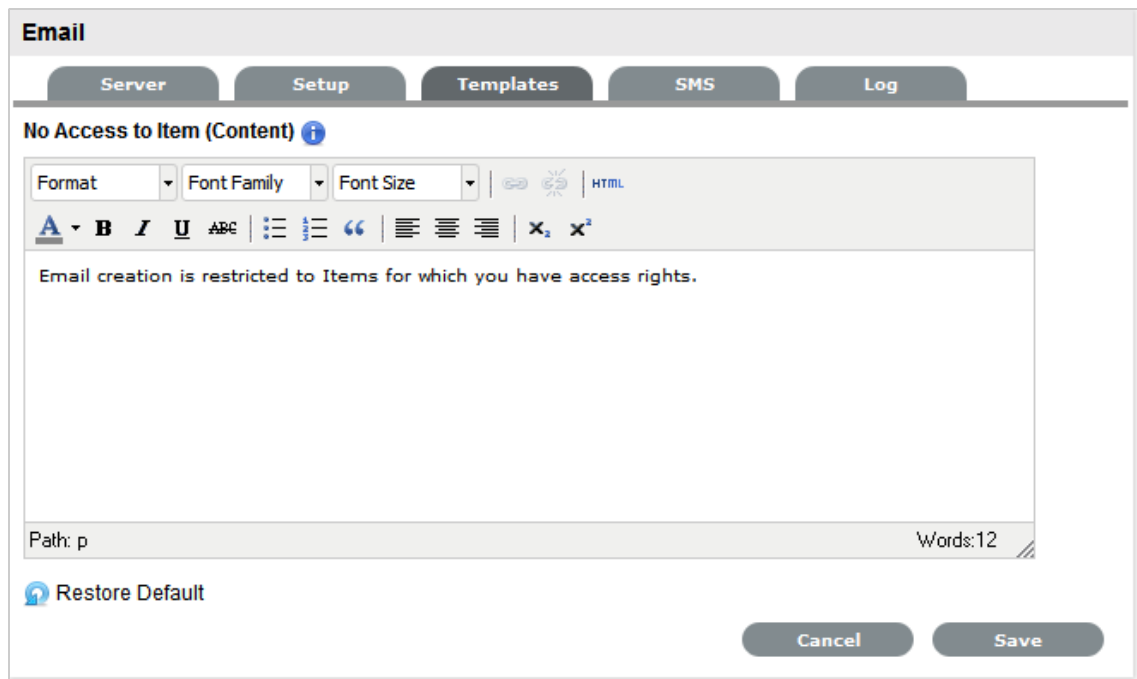 Email
Server Setup Templates SMS Log
No Access to Item (Content)
Format Font Family Font Size HTML
A B I U ABC
Email creation is restricted to Items for which you have access rights.
Path: p Words:12
Restore Default
Cancel Save